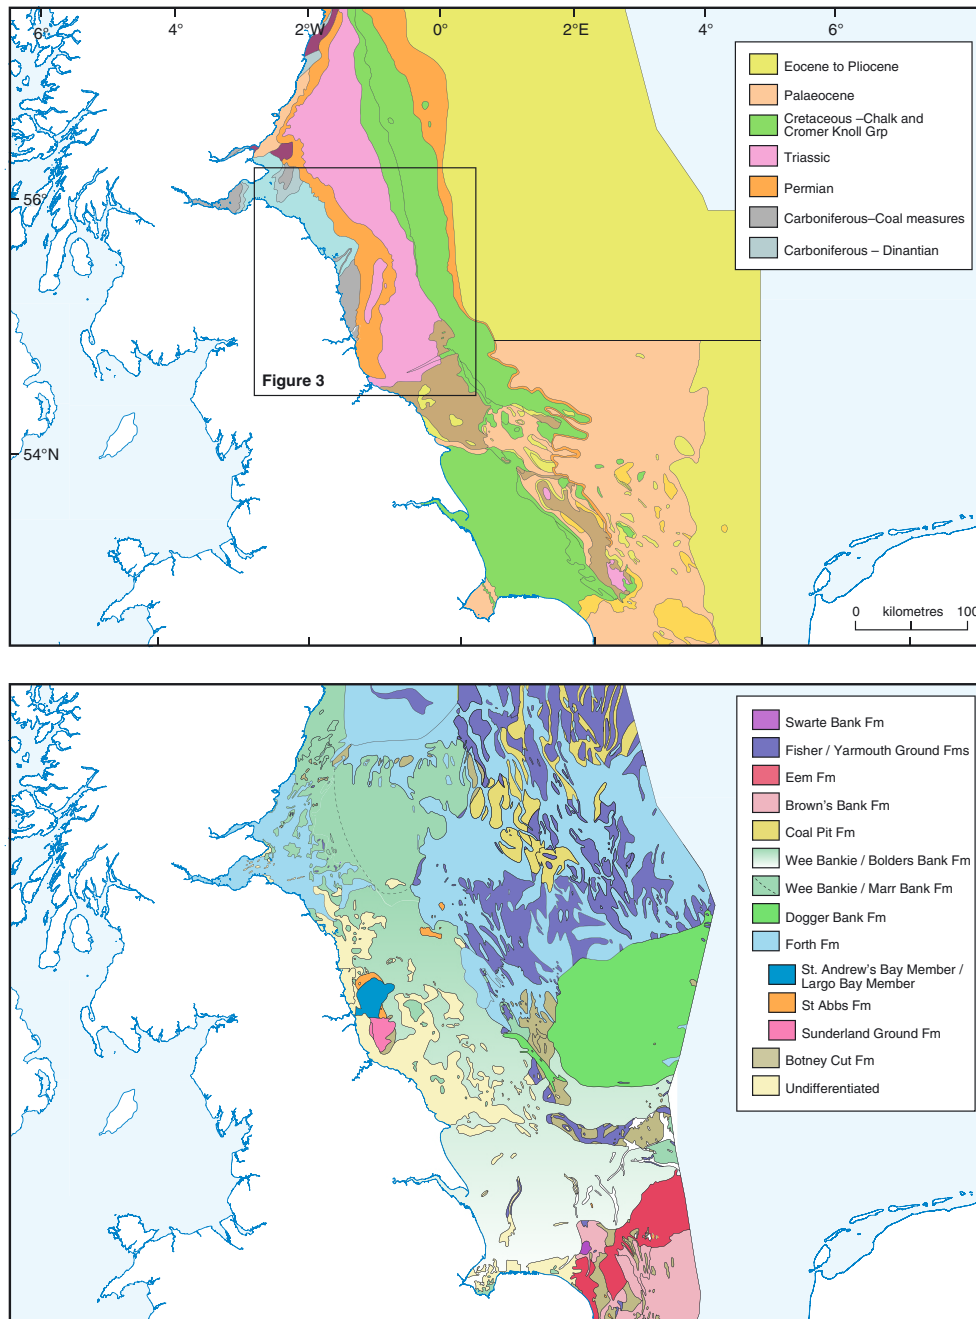 6°
4°
2°W
0°
2°E
4°
6°
Eocene to Pliocene
Palaeocene
Cretaceous –Chalk and
Cromer Knoll Grp
Triassic
Permian
Carboniferous–Coal measures
Carboniferous – Dinantian
56°
Figure 3
54°N
0 kilometres 100
Swarte Bank Fm
Fisher / Yarmouth Ground Fms
Eem Fm
Brown's Bank Fm
Coal Pit Fm
Wee Bankie / Bolders Bank Fm
Wee Bankie / Marr Bank Fm
Dogger Bank Fm
Forth Fm
St. Andrew's Bay Member /
Largo Bay Member
St Abbs Fm
Sunderland Ground Fm
Botney Cut Fm
Undifferentiated